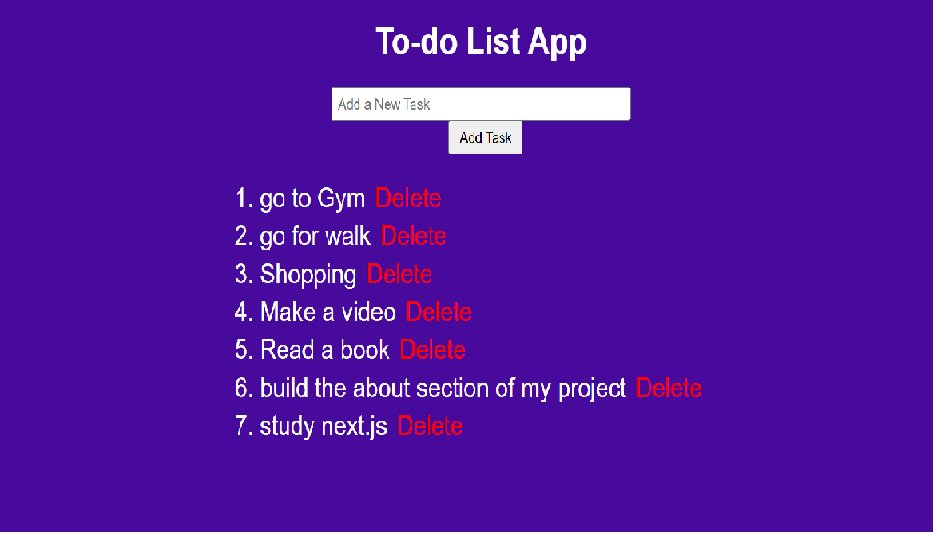 To-do List App
Add a New Task
Add Task
1. go to Gym Delete
2. go for walk Delete
3. Shopping Delete
4. Make a video Delete
5. Read a book Delete
6. build the about section of my project Delete
7. study next.js Delete